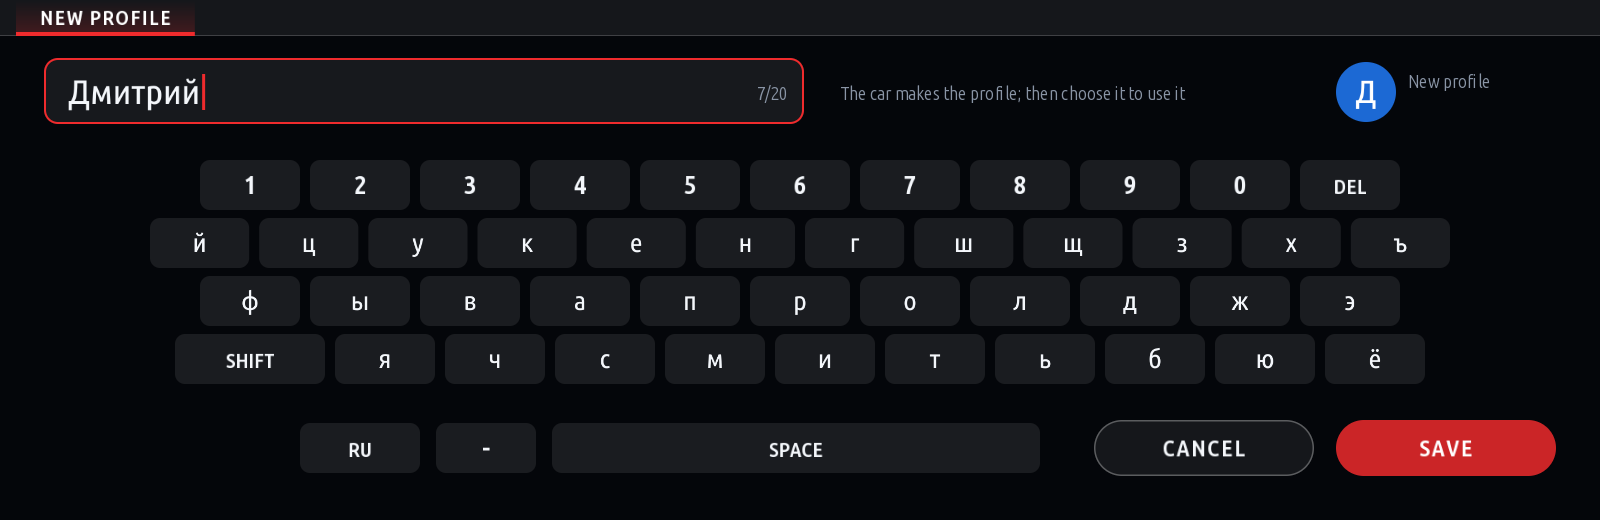 NEW PROFILE
Дмитрий 7/20 The car makes the profile; then choose it to use it Д New profile
1 2 3 4 5 6 7 8 9 0 DEL
й ц у к е н г ш щ з х ъ
ф ы в а п р о л д ж э
SHIFT я ч с м и т ь б ю ё
RU - SPACE CANCEL SAVE